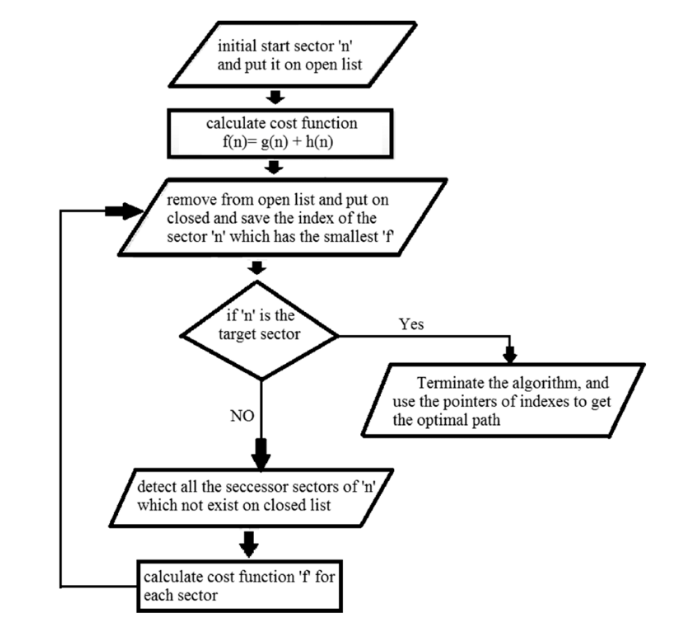 initial start sector 'n'
and put it on open list
calculate cost function
f(n)= g(n) + h(n)
remove from open list and put on
closed and save the index of the
sector 'n' which has the smallest 'f'
if 'n' is the
target sector
Yes
Terminate the algorithm, and
use the pointers of indexes to get
the optimal path
NO
detect all the seccessor sectors of 'n'
which not exist on closed list
calculate cost function 'f' for
each sector